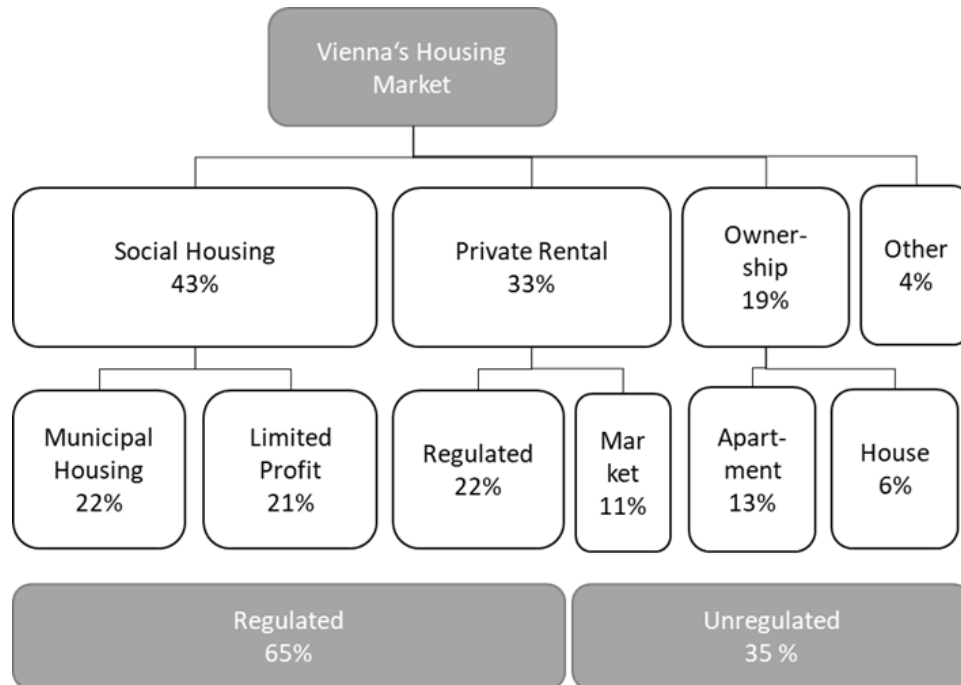 Vienna‘s Housing
Market
Social Housing
43%
Private Rental
33%
Owner-
ship
19%
Other
4%
Municipal
Housing
22%
Limited
Profit
21%
Regulated
22%
Mar
ket
11%
Apart-
ment
13%
House
6%
Regulated
65%
Unregulated
35 %